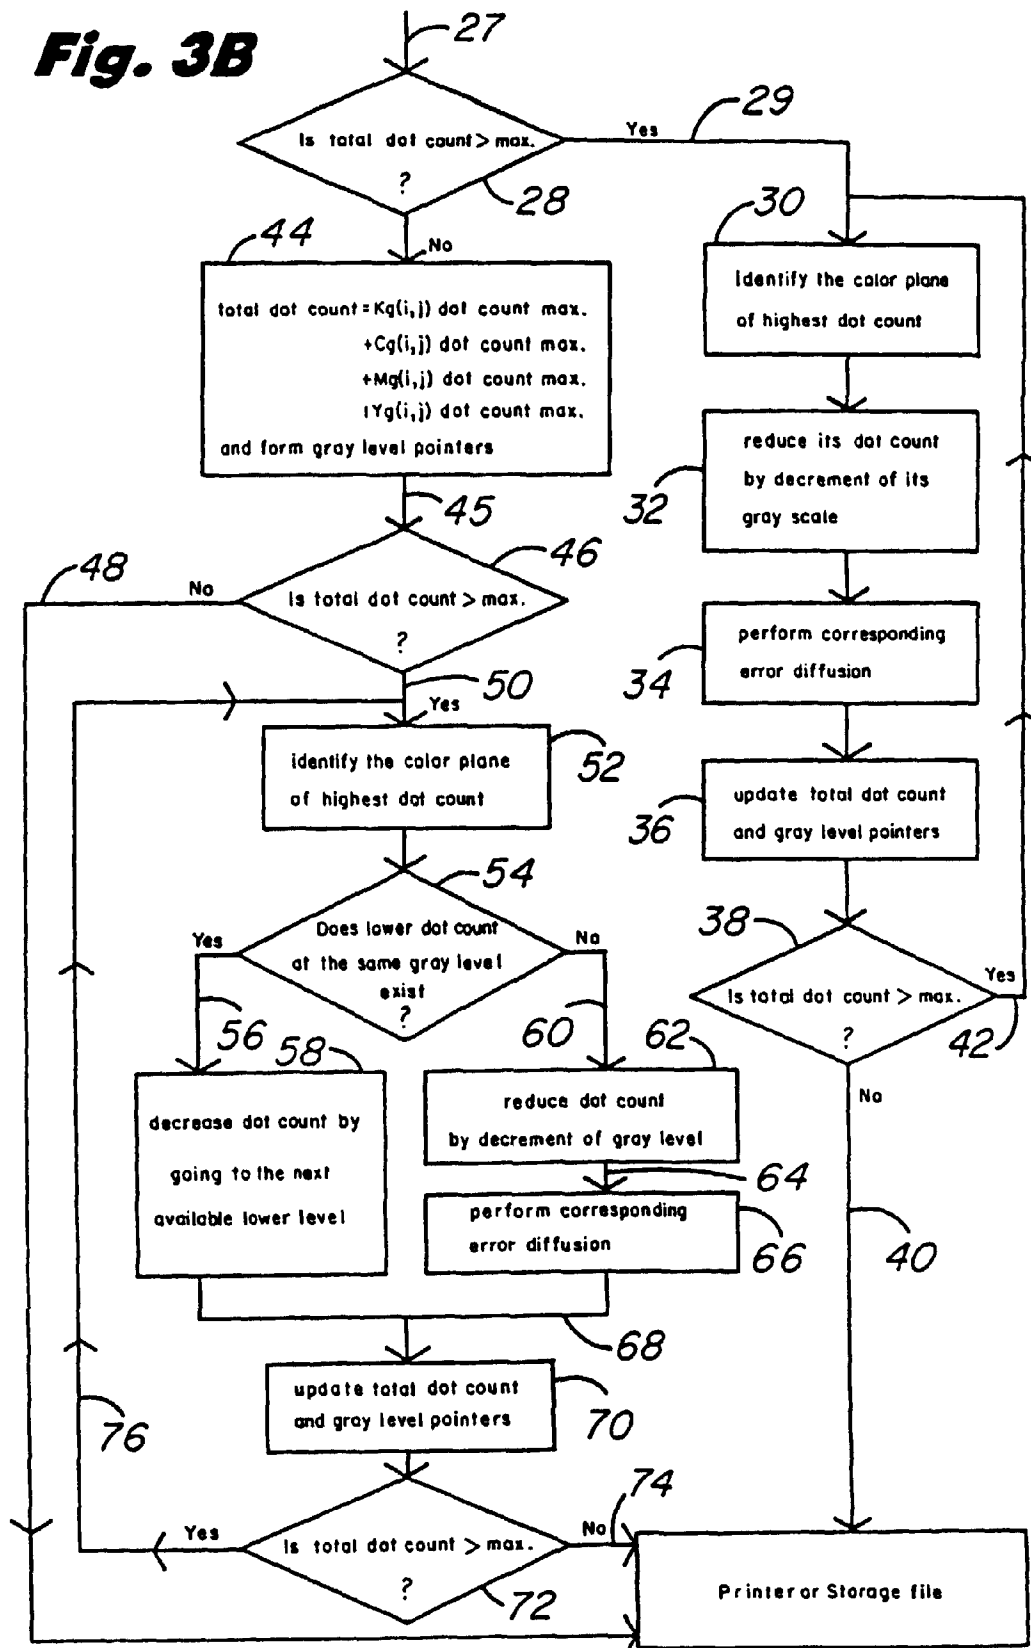 Fig. 3B
27
Is total dot count > max.
?
28
Yes
29
No
44
total dot count = Kg(i,j) dot count max.
+Cg(i,j) dot count max.
+Mg(i,j) dot count max.
ıYg(i,j) dot count max.
and form gray level pointers
45
46
Is total dot count > max.
?
No
48
50
Yes
identify the color plane
of highest dot count
52
54
Does lower dot count
at the same gray level
exist
?
Yes
No
56
60
58
decrease dot count by
going to the next
available lower level
62
reduce dot count
by decrement of gray level
64
perform corresponding
error diffusion
66
68
update total dot count
and gray level pointers
70
Is total dot count > max.
?
72
Yes
76
No
74
30
Identify the color plane
of highest dot count
reduce its dot count
by decrement of its
gray scale
32
perform corresponding
error diffusion
34
update total dot count
and gray level pointers
36
38
Is total dot count > max.
?
Yes
42
No
40
Printer or Storage file